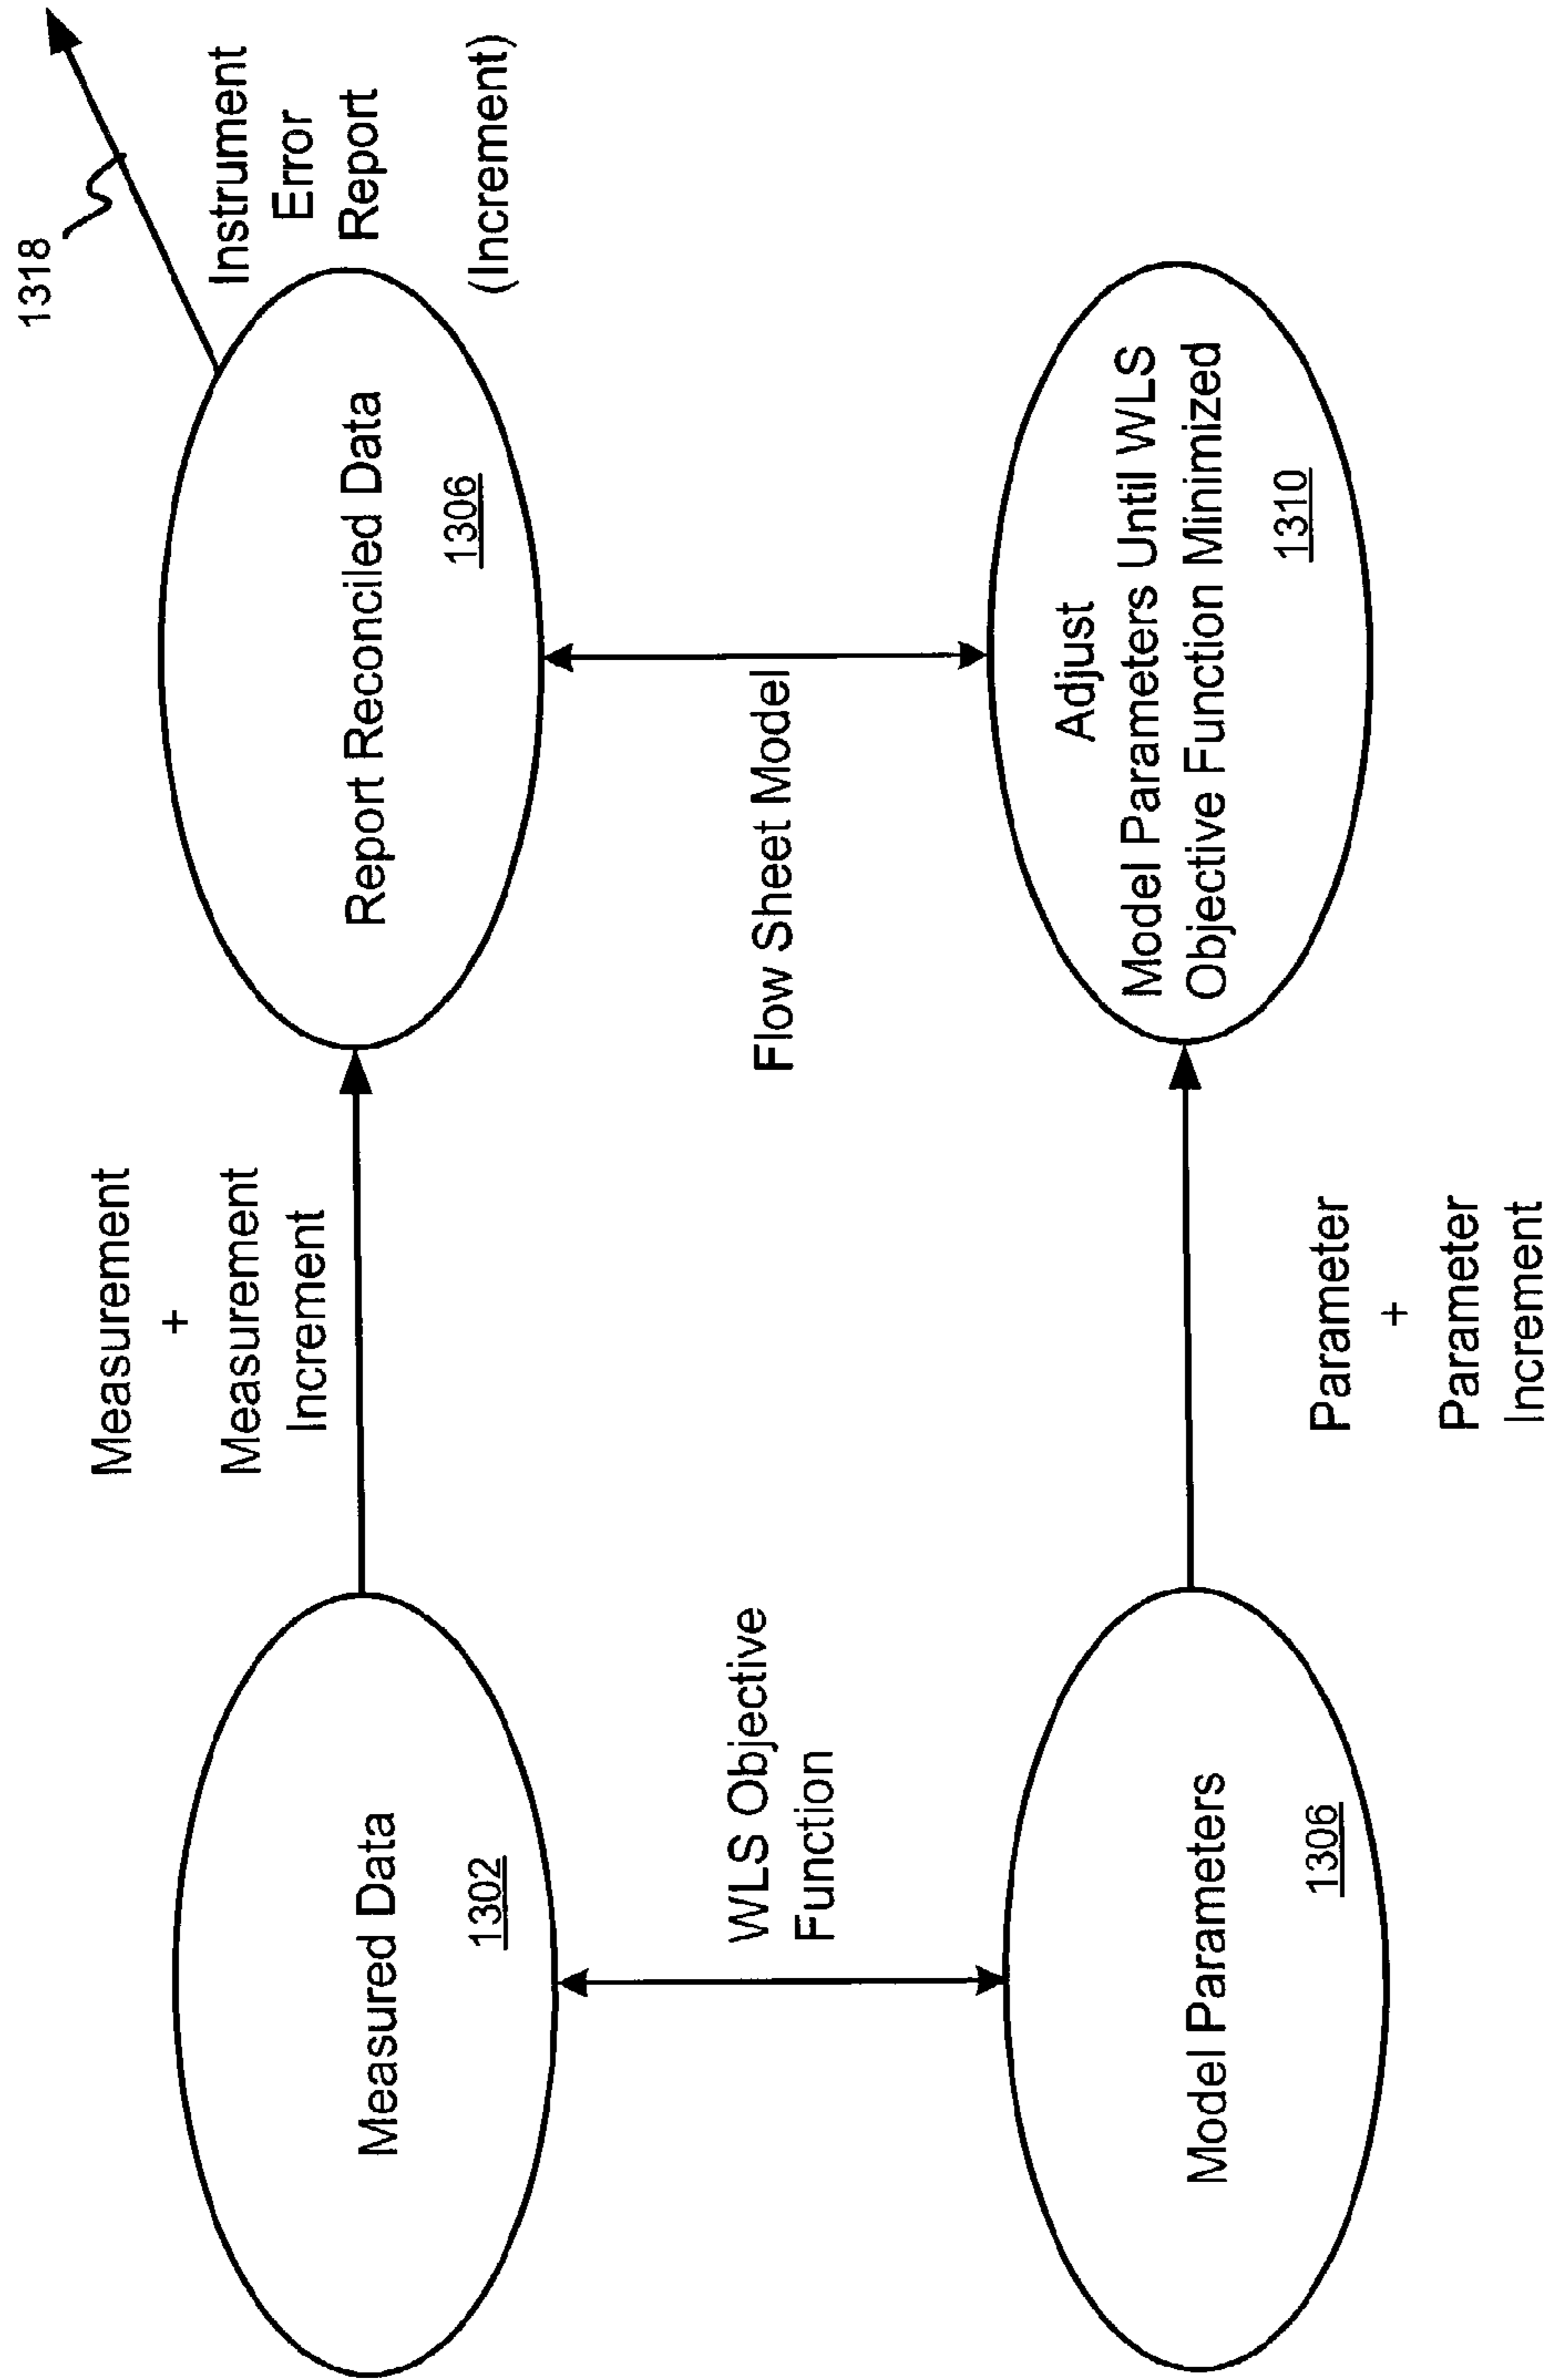 1318
Instrument
Error
Report
(Increment)
Measurement
+
Measurement
Increment
Measured Data
1302
Report Reconciled Data
1306
WLS Objective
Function
Flow Sheet Model
Model Parameters
1306
Adjust
Model Parameters Until WLS
Objective Function Minimized
1310
Parameter
+
Parameter
Increment